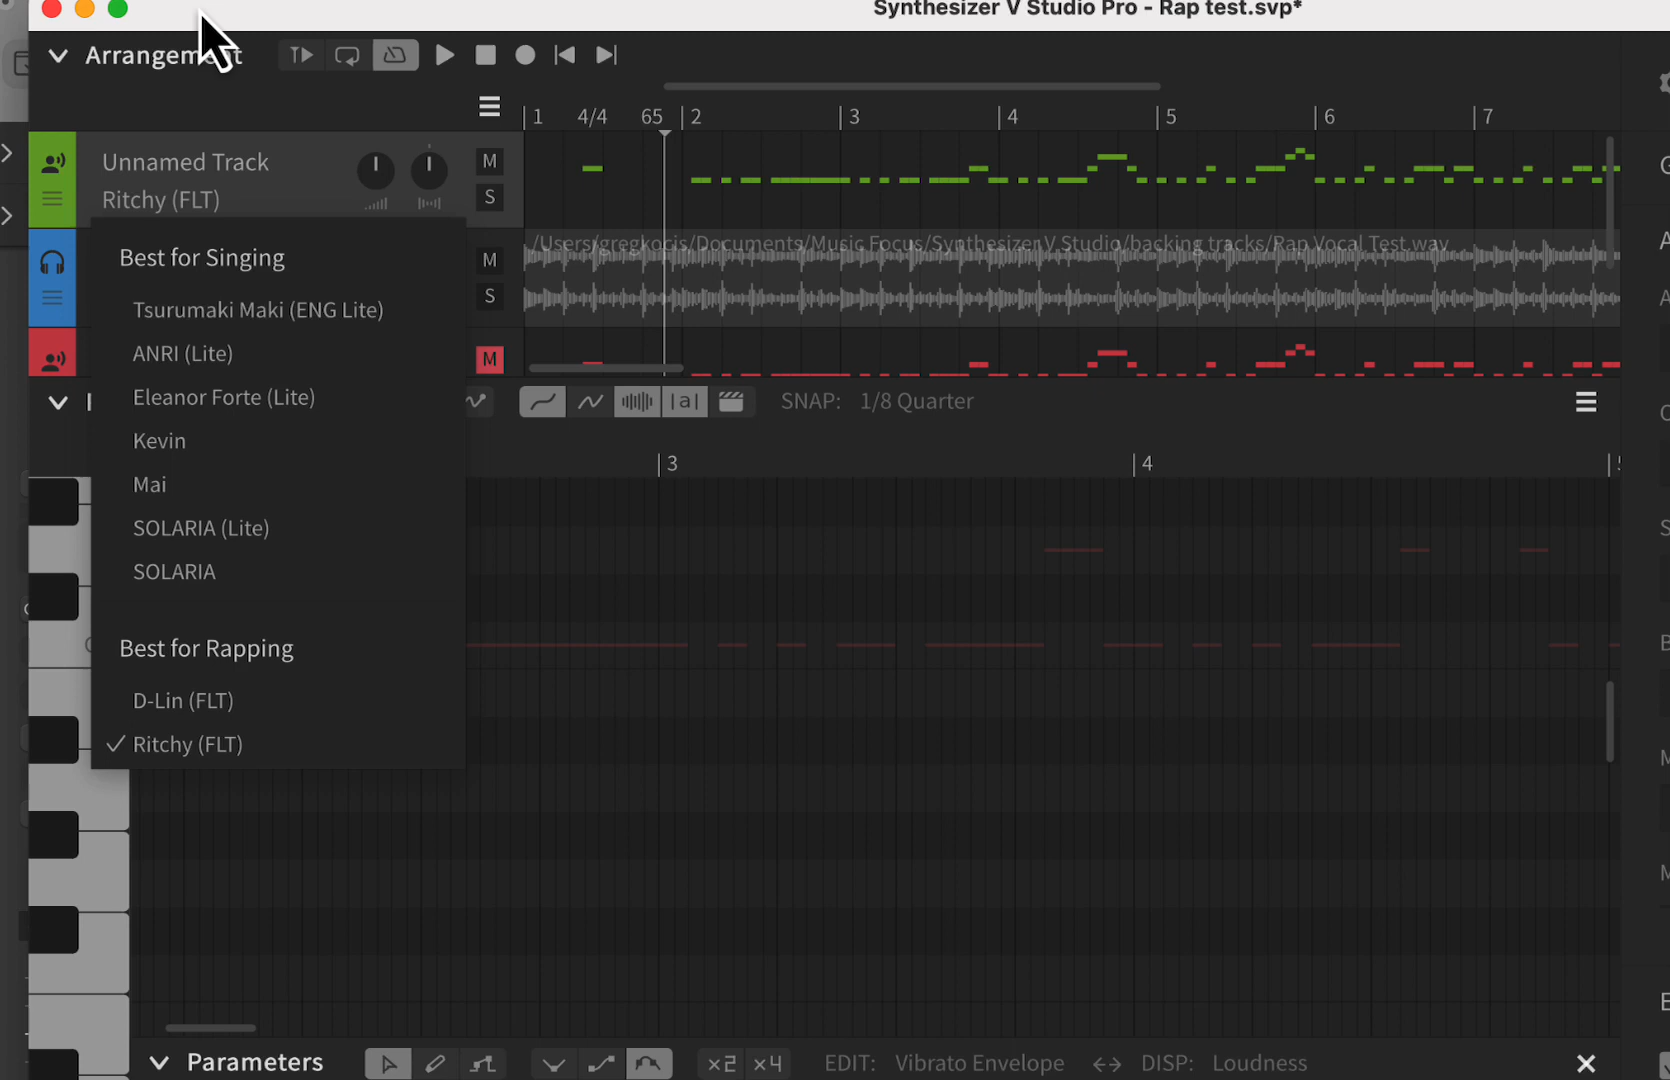 Synthesizer V Studio Pro - Rap test.svp*
Arrangement
1 4/4 65 2 3 4 5 6 7
Unnamed Track M
Ritchy (FLT) S
/Users/gregkocis/Documents/Music Focus/Synthesizer V Studio/backing tracks/Rap Vocal Test.wav
Best for Singing M
S
Tsurumaki Maki (ENG Lite)
ANRI (Lite) M
Eleanor Forte (Lite) |a| SNAP: 1/8 Quarter
Kevin
3 4
Mai
SOLARIA (Lite)
SOLARIA
Best for Rapping
D-Lin (FLT)
Ritchy (FLT)
Parameters ×2 ×4 EDIT: Vibrato Envelope DISP: Loudness